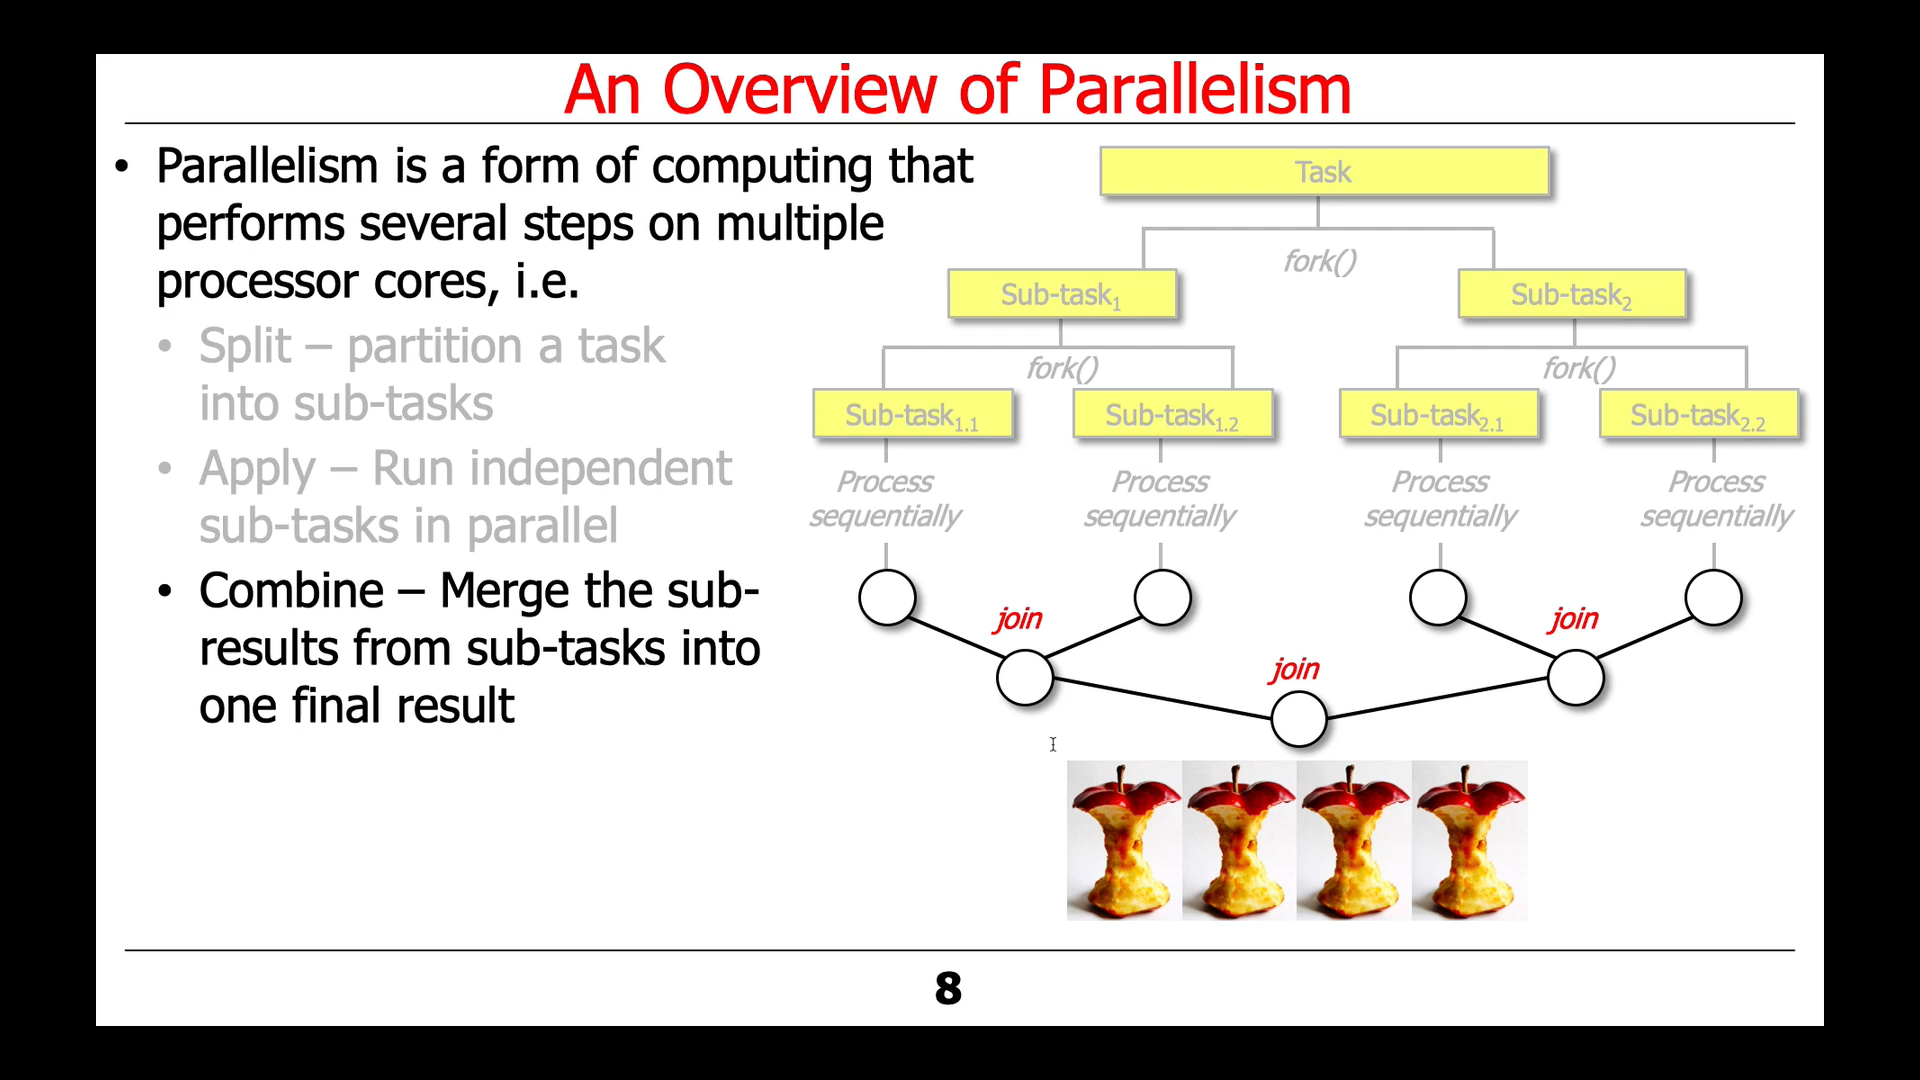 An Overview of Parallelism
• Parallelism is a form of computing that
performs several steps on multiple
processor cores, i.e.
• Split – partition a task
into sub-tasks
• Apply – Run independent
sub-tasks in parallel
• Combine – Merge the sub-
results from sub-tasks into
one final result
Task
fork()
Sub-task1
Sub-task2
fork()
fork()
Sub-task1.1
Sub-task1.2
Sub-task2.1
Sub-task2.2
Process
sequentially
Process
sequentially
Process
sequentially
Process
sequentially
join
join
join
8